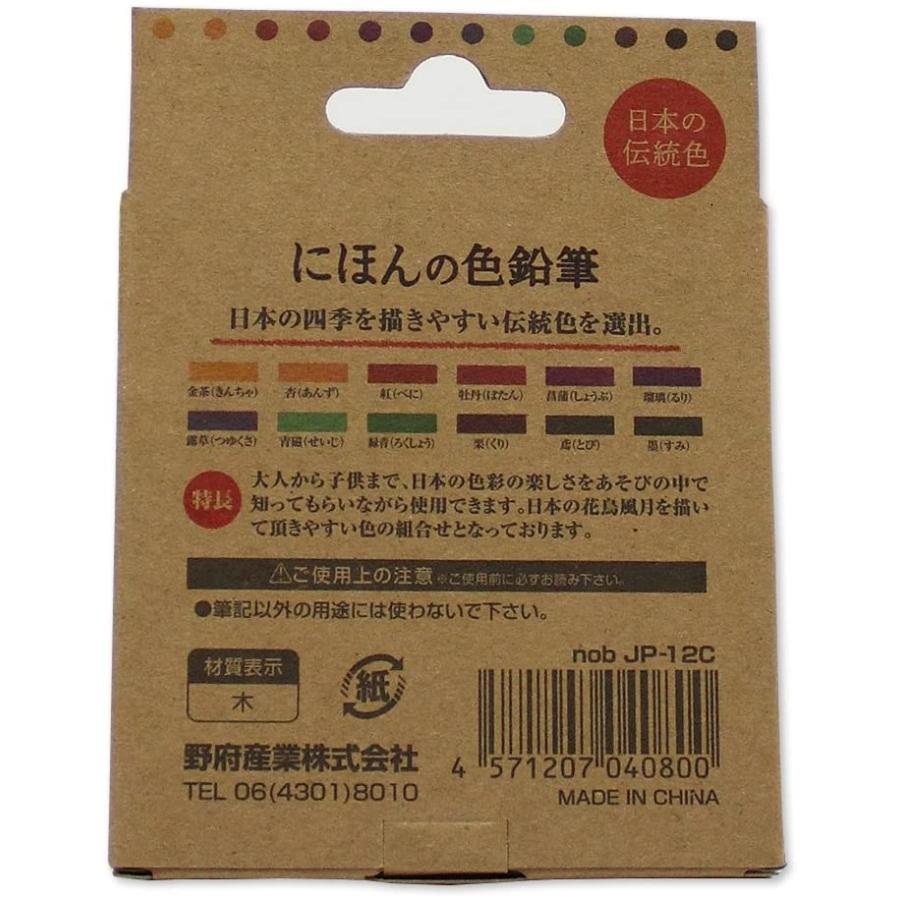 日本の
伝統色
にほんの色鉛筆
日本の四季を描きやすい伝統色を選出。
金茶(きんちゃ) 杏(あんず) 紅(べに) 牡丹(ぼたん) 菖蒲(しょうぶ) 瑠璃(るり)
露草(つゆくさ) 青磁(せいじ) 緑青(ろくしょう) 栗(くり) 鳶(とび) 墨(すみ)
特長
大人から子供まで、日本の色彩の楽しさをあそびの中で
知ってもらいながら使用できます。日本の花鳥風月を描い
て頂きやすい色の組合せとなっております。
⚠ご使用上の注意 ※ご使用前に必ずお読み下さい。
●筆記以外の用途には使わないで下さい。
材質表示
木
紙
野府産業株式会社
TEL 06(4301)8010
nob JP-12C
4 571207 040800
MADE IN CHINA